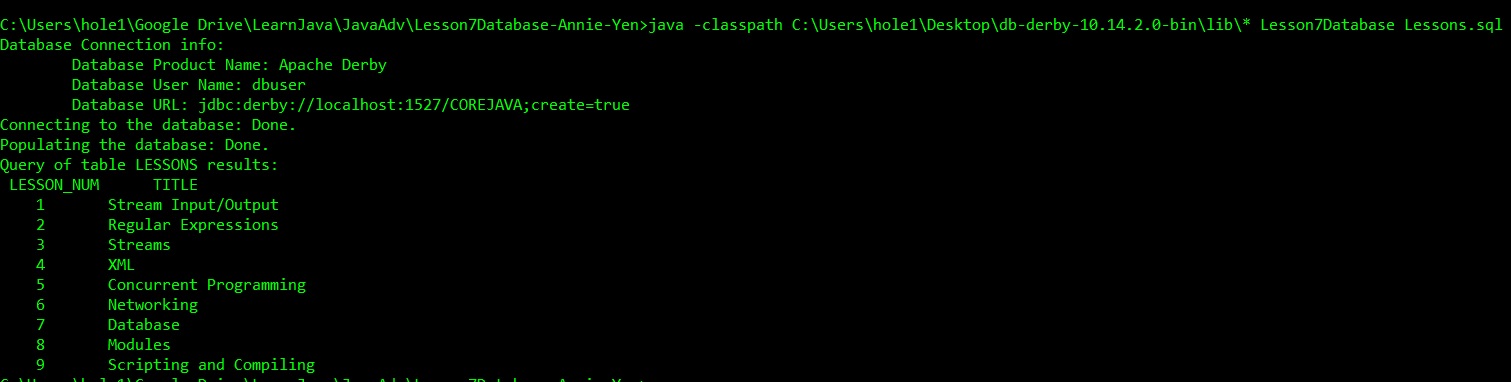 C:\Users\hole1\Google Drive\LearnJava\JavaAdv\Lesson7Database-Annie-Yen>java -classpath C:\Users\hole1\Desktop\db-derby-10.14.2.0-bin\lib\* Lesson7Database Lessons.sql
Database Connection info:
Database Product Name: Apache Derby
Database User Name: dbuser
Database URL: jdbc:derby://localhost:1527/COREJAVA;create=true
Connecting to the database: Done.
Populating the database: Done.
Query of table LESSONS results:
LESSON_NUM TITLE
1 Stream Input/Output
2 Regular Expressions
3 Streams
4 XML
5 Concurrent Programming
6 Networking
7 Database
8 Modules
9 Scripting and Compiling